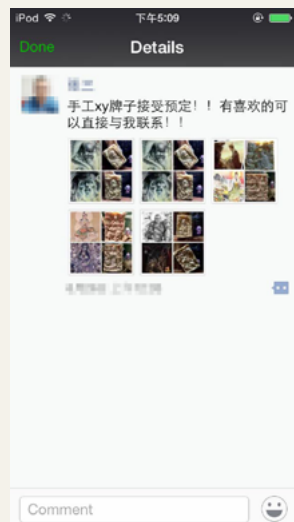 iPod
下午5:09
Done
Details
手工xy牌子接受预定！！有喜欢的可
以直接与我联系！！
Comment